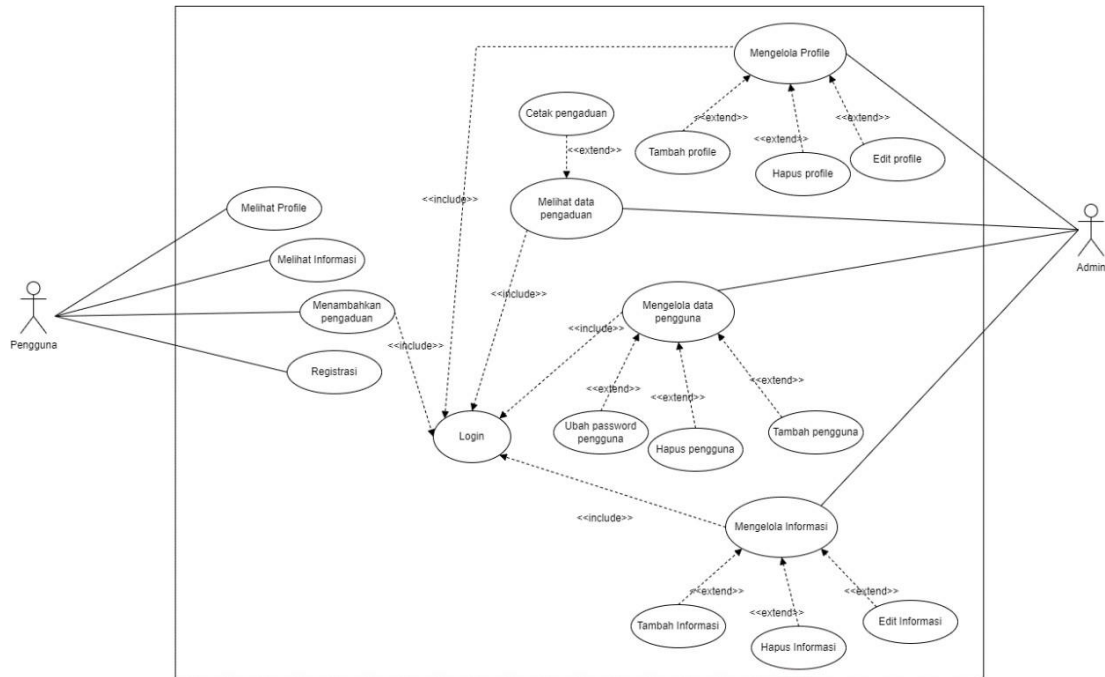 Mengelola Profile
Cetak pengaduan
<<extend>>
<<extend>>
Tambah profile
<<extend>>
Edit profile
<<extend>>
Hapus profile
<<include>>
Melihat data
pengaduan
Melihat Profile
Melihat Informasi
Admin
Menambahkan
pengaduan
Pengguna
<<include>>
Mengelola data
pengguna
<<include>>
<<include>>
Registrasi
<<extend>>
<<extend>>
<<extend>>
Login
Ubah password
pengguna
Hapus pengguna
Tambah pengguna
<<include>>
Mengelola Informasi
<<extend>>
<<extend>>
<<extend>>
Tambah Informasi
Hapus Informasi
Edit Informasi